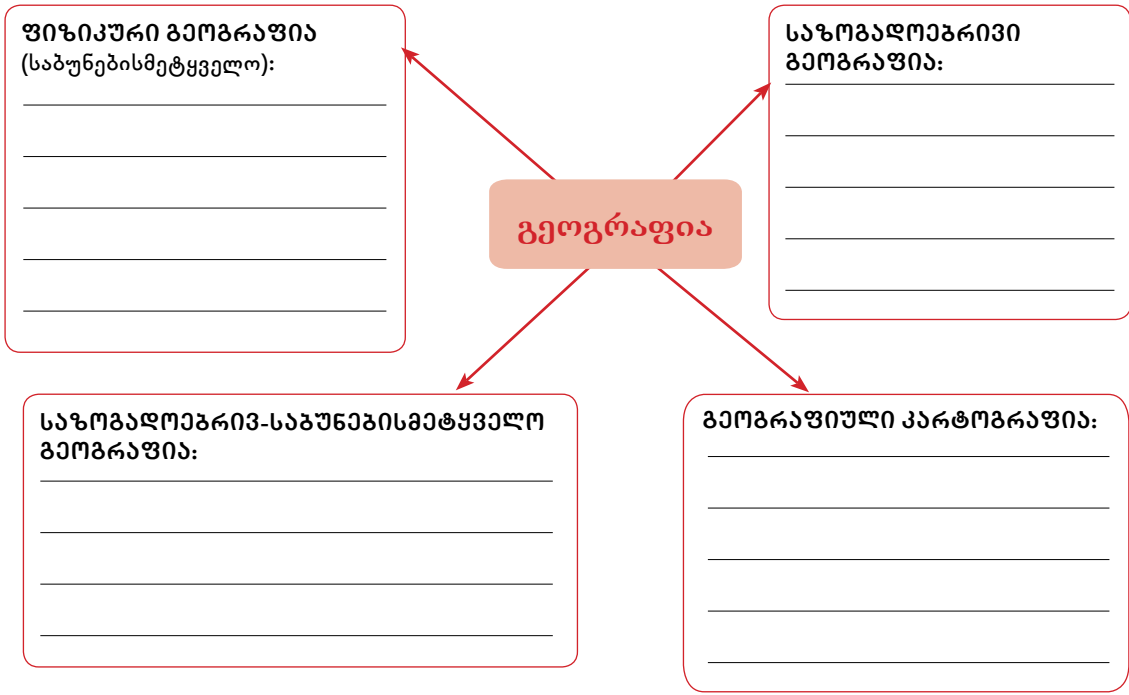 ფიზიკური გეოგრაფია
(საბუნებისმეტყველო):
საზოგადოებრივი
გეოგრაფია:
გეოგრაფია
საზოგადოებრივ-საბუნებისმეტყველო
გეოგრაფია:
გეოგრაფიული კარტოგრაფია: